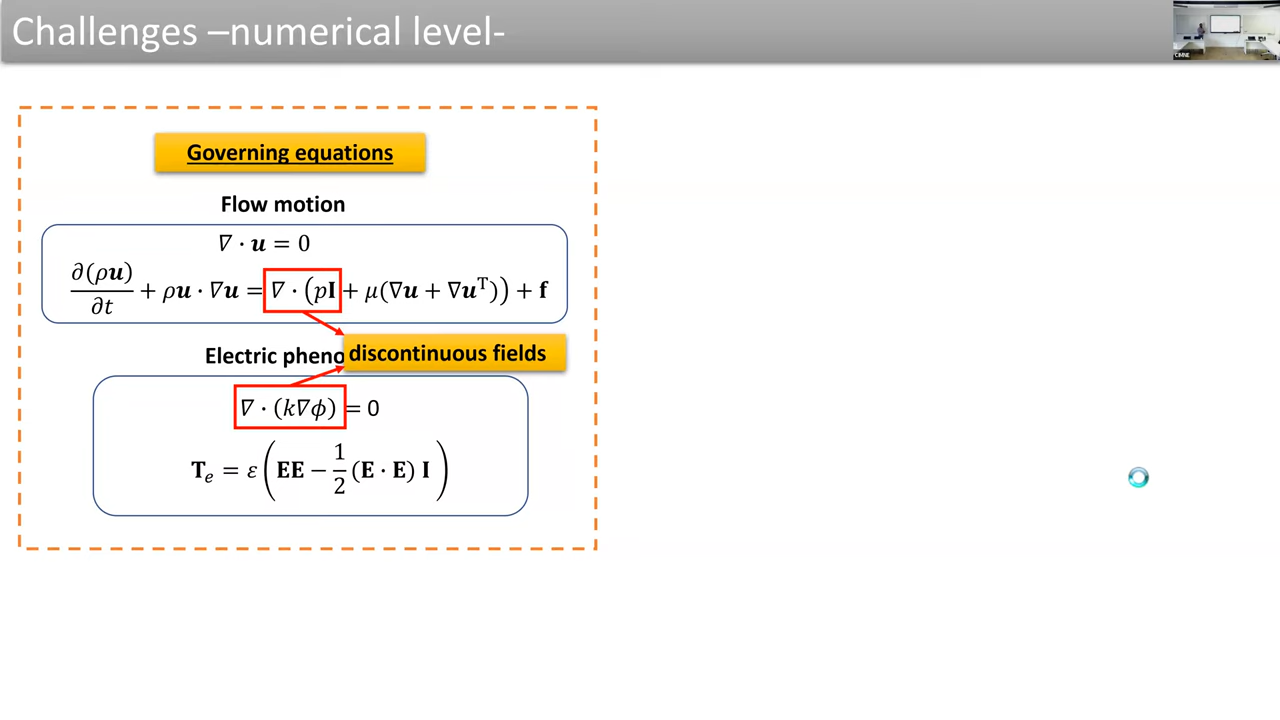 Challenges –numerical level-
CIMNE
Governing equations
Flow motion
∇ · u = 0
∂(ρu)/∂t + ρu · ∇u = ∇ · (pI + μ(∇u + ∇uᵀ)) + f
Electric pheno
discontinuous fields
∇ · (k∇ϕ) = 0
Tₑ = ε(EE − 1/2 (E · E) I)